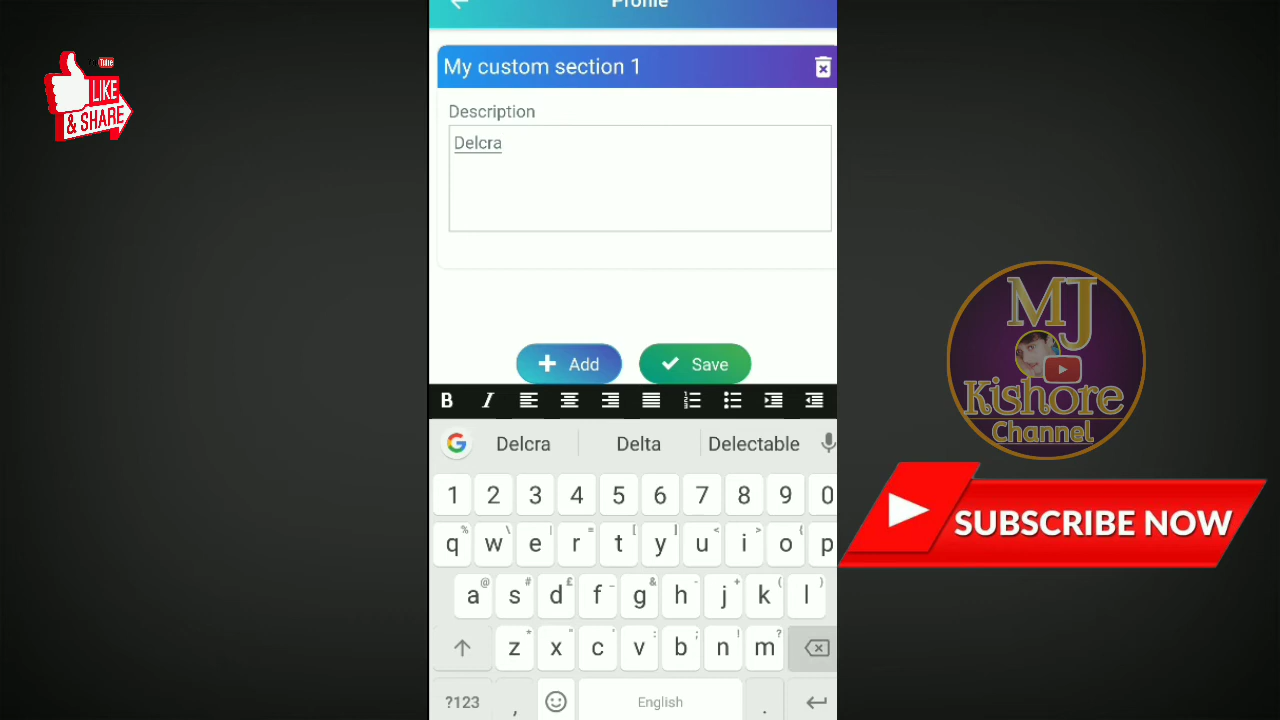 Profile
My custom section 1
Description
Delcra
Add
Save
B I
Delcra Delta Delectable
1 2 3 4 5 6 7 8 9 0
% \ | = [ ] < > {
q w e r t y u i o p
@ # £ _ & - + ( )
a s d f g h j k l
* " ' : ; ! ?
z x c v b n m
?123 , English .
Tube
LIKE
& SHARE
MJ
Kishore
Channel
SUBSCRIBE NOW